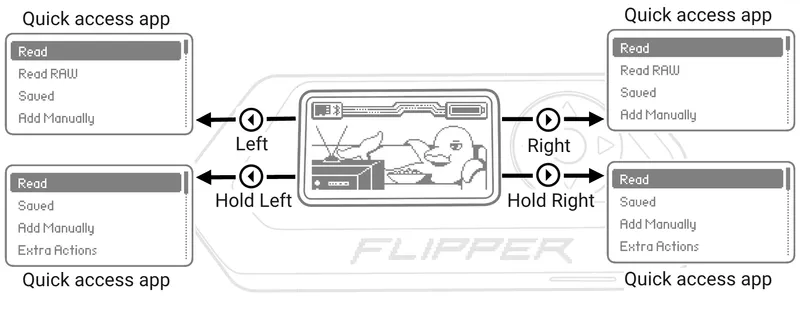 Quick access app
Read
Read RAW
Saved
Add Manually
Left
Read
Saved
Add Manually
Extra Actions
Hold Left
Quick access app
Quick access app
Read
Read RAW
Saved
Add Manually
Right
Read
Saved
Add Manually
Extra Actions
Hold Right
Quick access app
FLIPPER